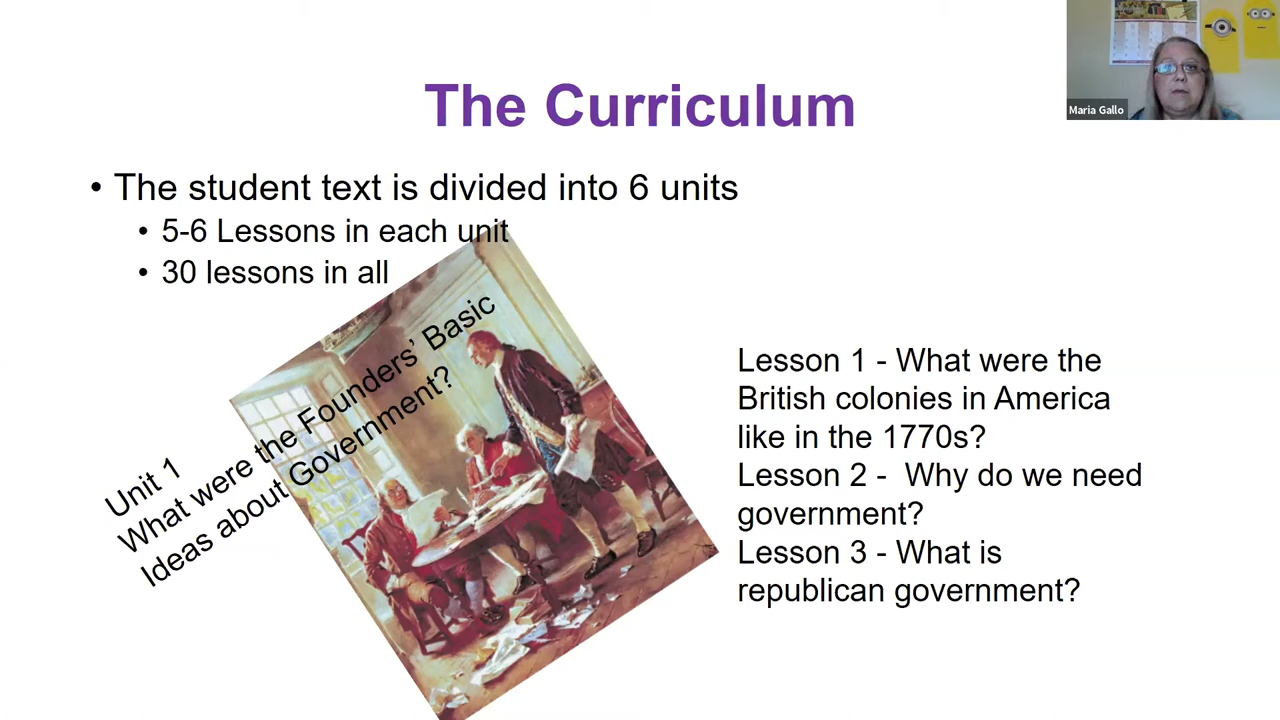 The Curriculum
Maria Gallo
• The student text is divided into 6 units
• 5-6 Lessons in each unit
• 30 lessons in all
Unit 1
What were the Founders’ Basic
Ideas about Government?
Lesson 1 - What were the
British colonies in America
like in the 1770s?
Lesson 2 -  Why do we need
government?
Lesson 3 - What is
republican government?